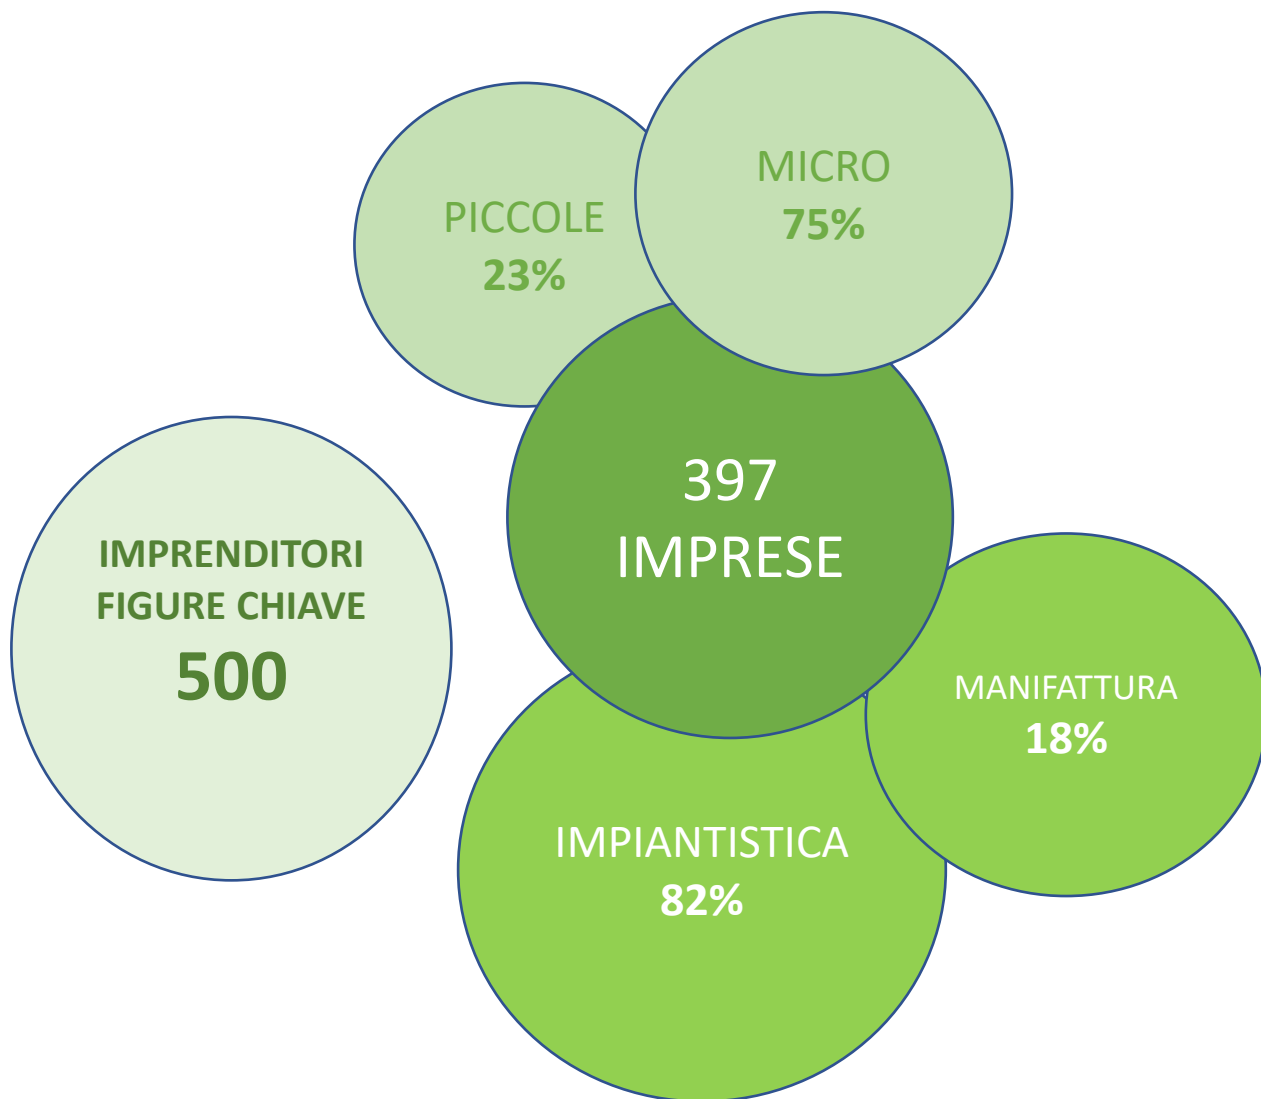 MICRO
75%
PICCOLE
23%
397
IMPRESE
IMPRENDITORI
FIGURE CHIAVE
500
MANIFATTURA
18%
IMPIANTISTICA
82%